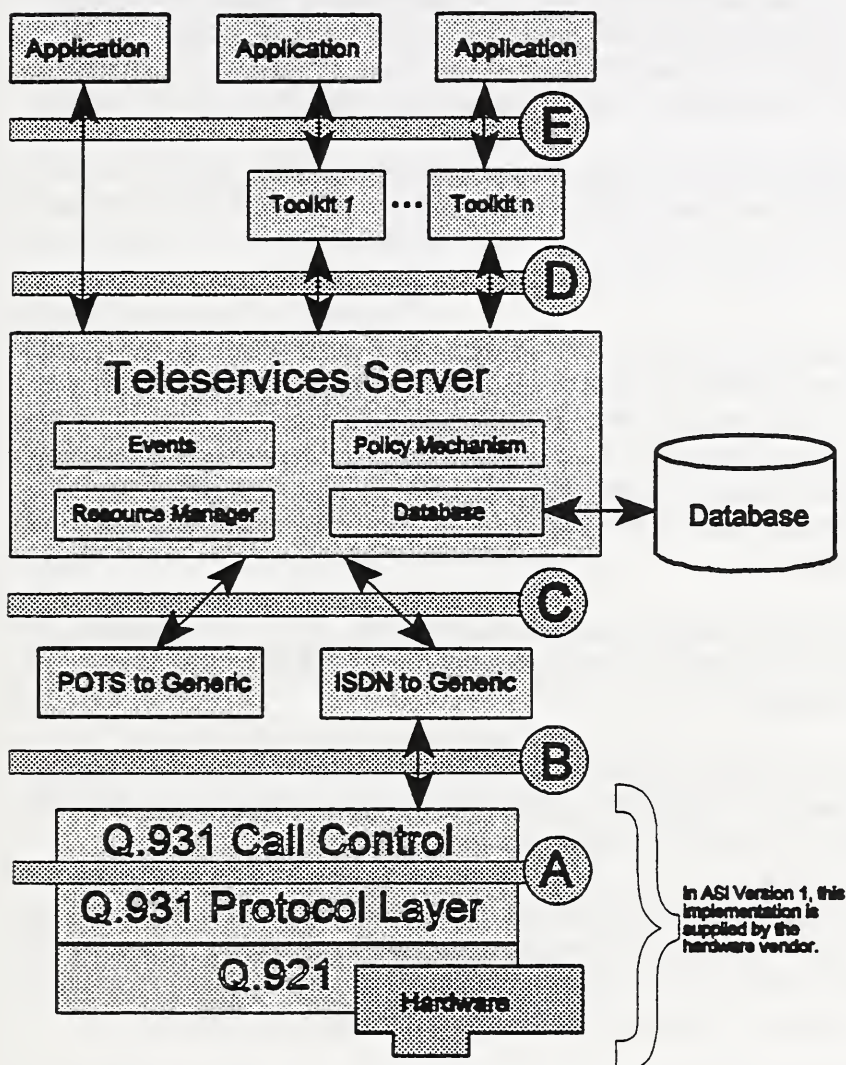 Application Application Application
E
Toolkit 1 ... Toolkit n
D
Teleservices Server
Events Policy Mechanism
Resource Manager Database
Database
C
POTS to Generic ISDN to Generic
B
Q.931 Call Control
A
Q.931 Protocol Layer
Q.921
Hardware
In ASI Version 1, this
implementation is
supplied by the
hardware vendor.